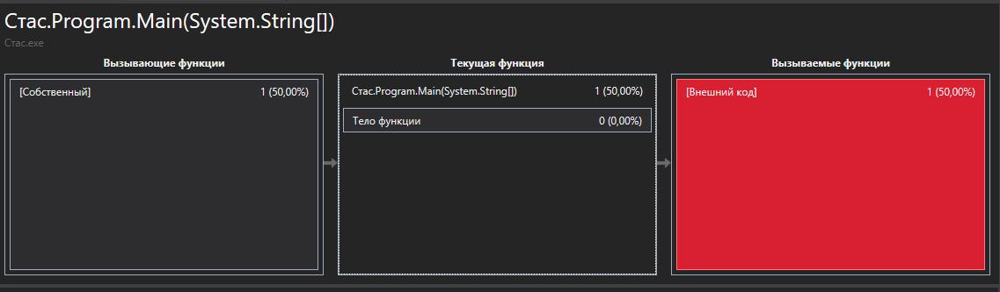 Стас.Program.Main(System.String[])
Стас.exe
Вызывающие функции
Текущая функция
Вызываемые функции
[Собственный] 1 (50,00%)
Стас.Program.Main(System.String[]) 1 (50,00%)
[Внешний код] 1 (50,00%)
Тело функции 0 (0,00%)